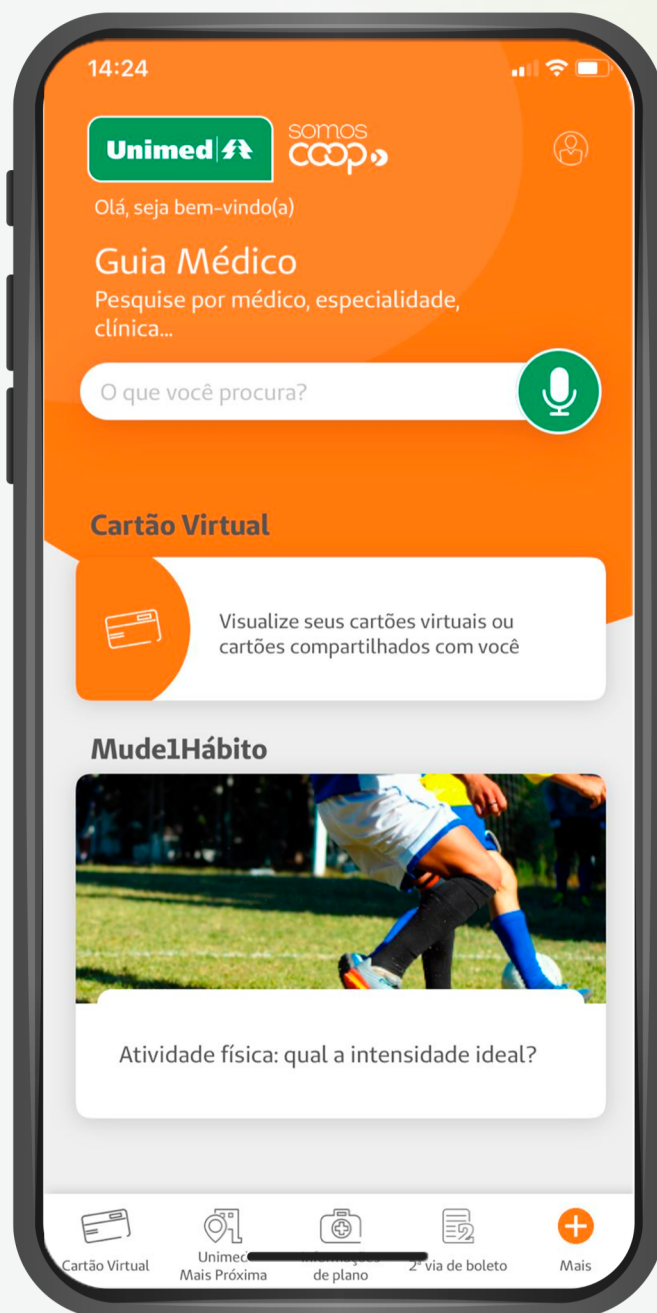 14:24
Unimed
somos
coop
Olá, seja bem-vindo(a)
Guia Médico
Pesquise por médico, especialidade,
clínica...
O que você procura?
Cartão Virtual
Visualize seus cartões virtuais ou
cartões compartilhados com você
Mude1Hábito
Atividade física: qual a intensidade ideal?
Cartão Virtual
Unimed
Mais Próxima
de plano
2ª via de boleto
Mais